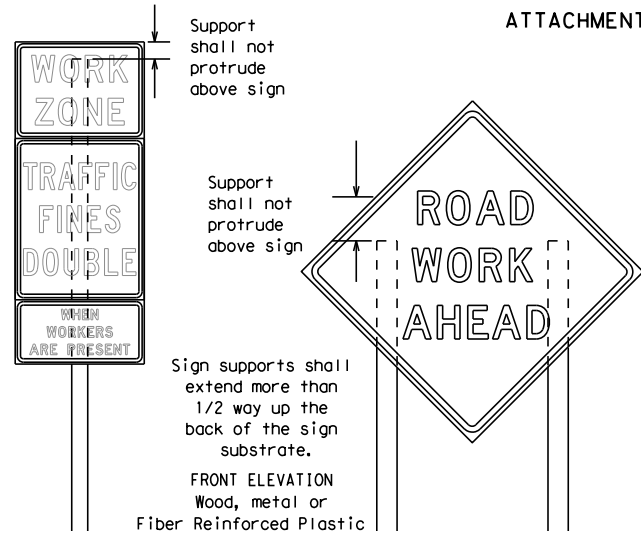 ATTACHMENT
Support
shall not
protrude
above sign
WORK
ZONE
TRAFFIC
FINES
DOUBLE
WHEN
WORKERS
ARE PRESENT
Support
shall not
protrude
above sign
ROAD
WORK
AHEAD
Sign supports shall
extend more than
1/2 way up the
back of the sign
substrate.
FRONT ELEVATION
Wood, metal or
Fiber Reinforced Plastic